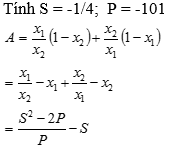 Tính S = -1/4; P = -101
A = x₁/x₂ (1 - x₂) + x₂/x₁ (1 - x₁)
= x₁/x₂ - x₁ + x₂/x₁ - x₂
= (S² - 2P)/P - S